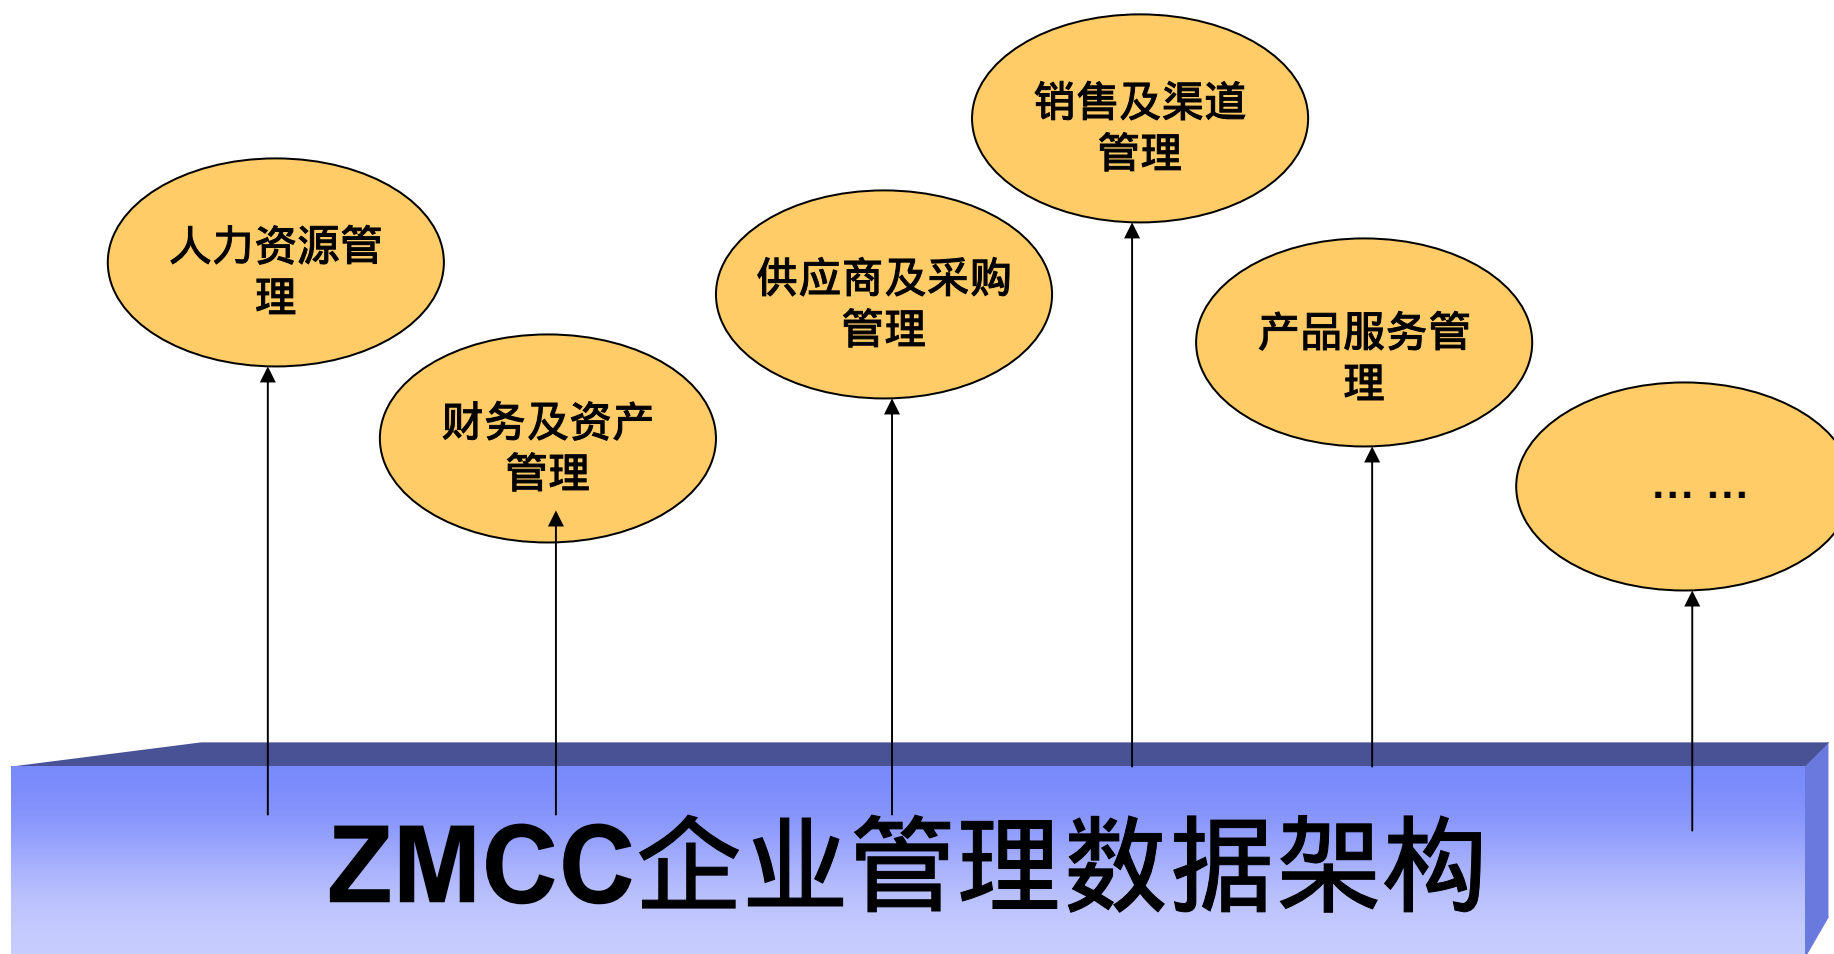 销售及渠道
管理
人力资源管
理
供应商及采购
管理
产品服务管
理
财务及资产
管理
... ...
ZMCC企业管理数据架构